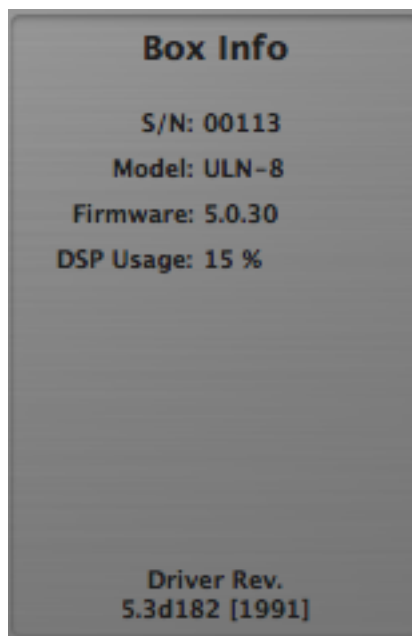 Box Info
S/N: 00113
Model: ULN-8
Firmware: 5.0.30
DSP Usage: 15 %
Driver Rev.
5.3d182 [1991]